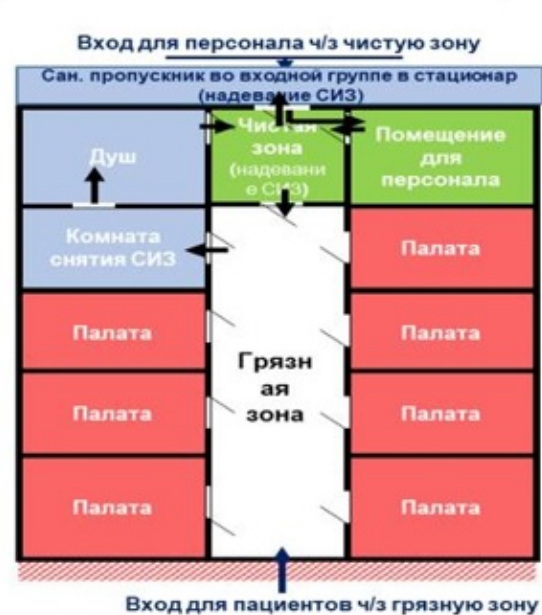 Вход для персонала ч/з чистую зону
Сан. пропускник во входной группе в стационар
(надевание СИЗ)
Душ
Чистая
зона
(надевани
е СИЗ)
Помещение
для
персонала
Комната
снятия СИЗ
Палата
Палата
Палата
Грязн
ая
зона
Палата
Палата
Палата
Палата
Вход для пациентов ч/з грязную зону